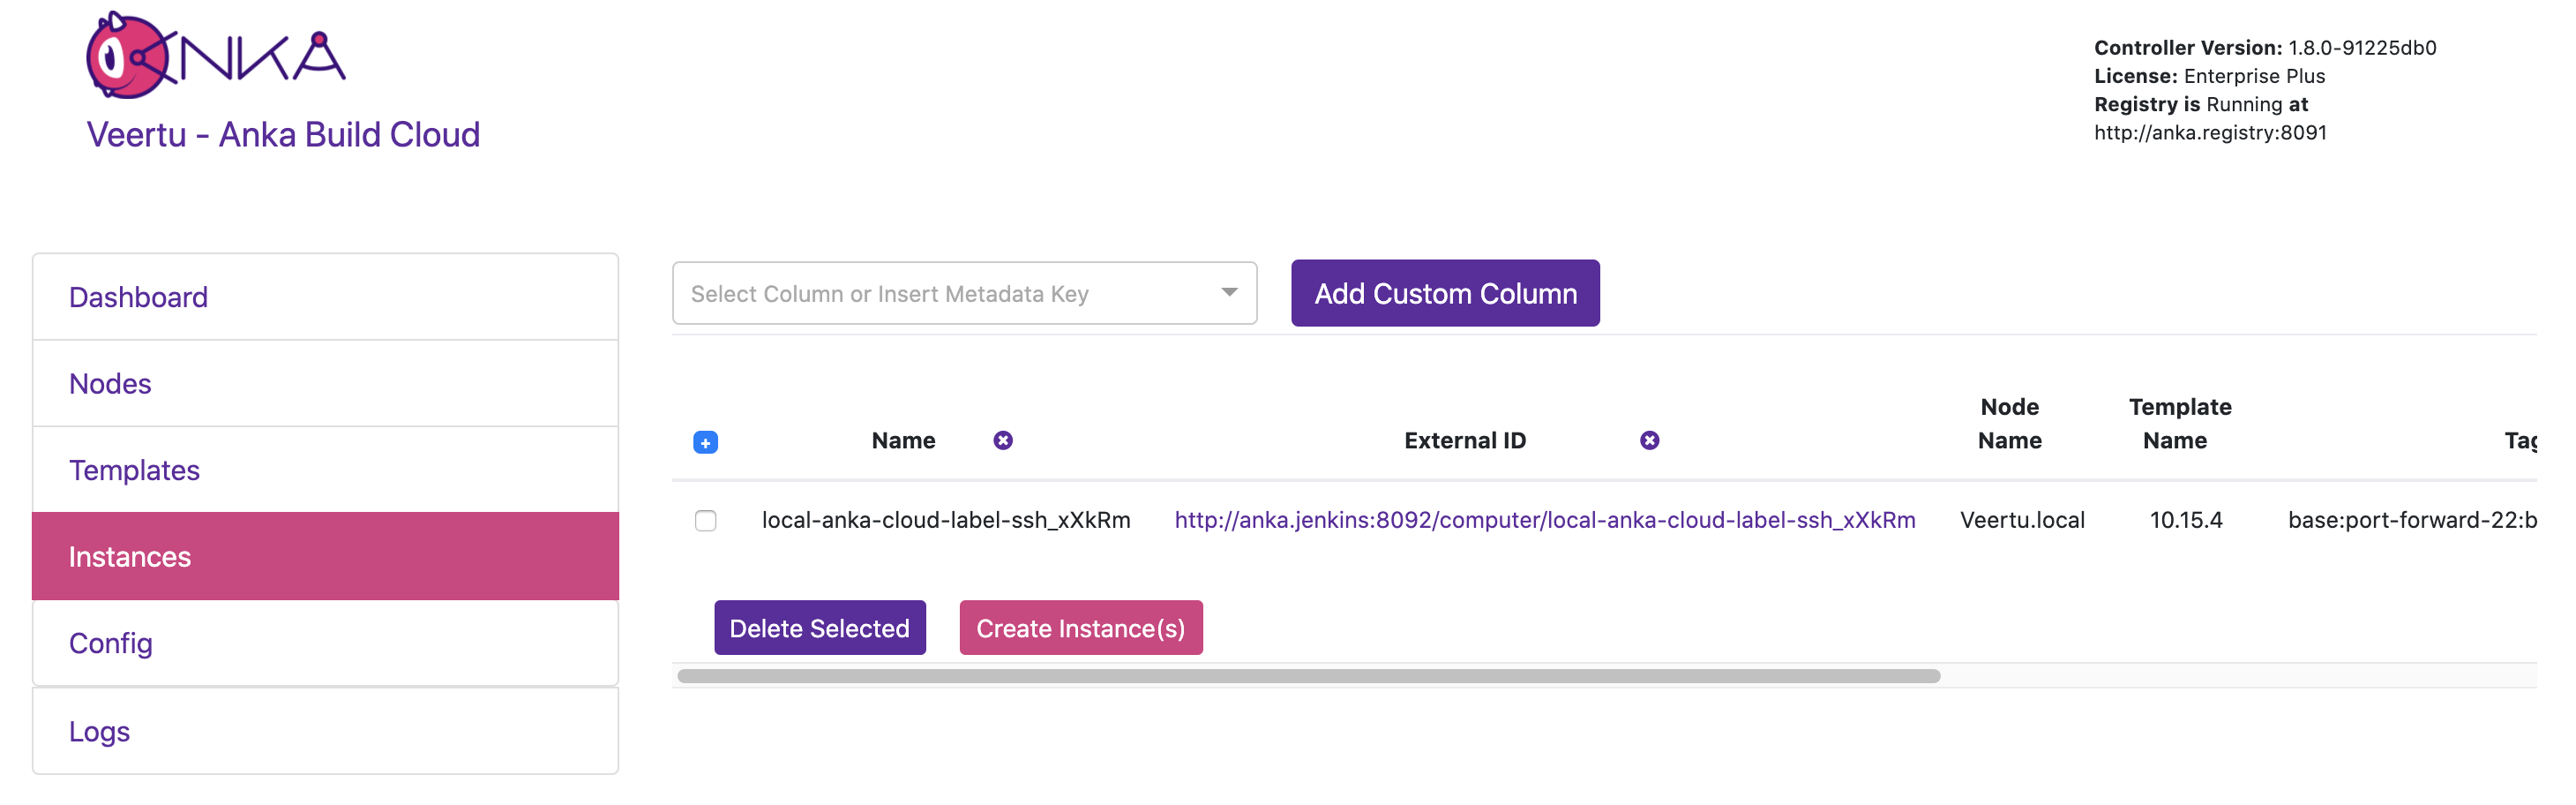 ANKA
Veertu - Anka Build Cloud
Controller Version: 1.8.0-91225db0
License: Enterprise Plus
Registry is Running at
http://anka.registry:8091
Dashboard
Nodes
Templates
Instances
Config
Logs
Select Column or Insert Metadata Key
Add Custom Column
Name External ID Node Name Template Name Tag
local-anka-cloud-label-ssh_xXkRm http://anka.jenkins:8092/computer/local-anka-cloud-label-ssh_xXkRm Veertu.local 10.15.4 base:port-forward-22:b
Delete Selected Create Instance(s)